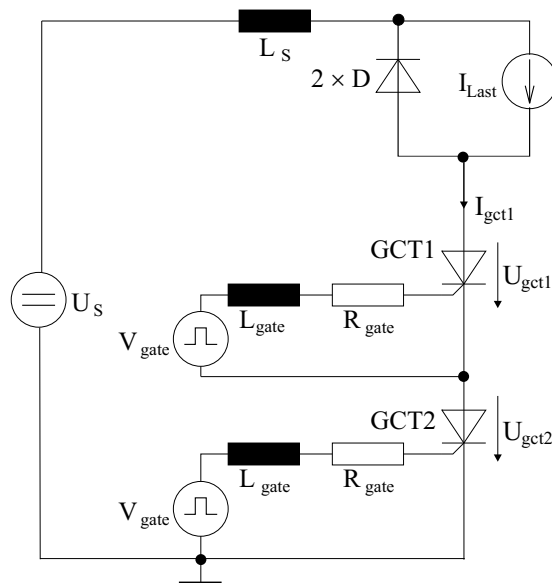 L S
2 × D
I Last
I gct1
GCT1
U gct1
U S
L gate
R gate
V gate
GCT2
U gct2
L gate
R gate
V gate